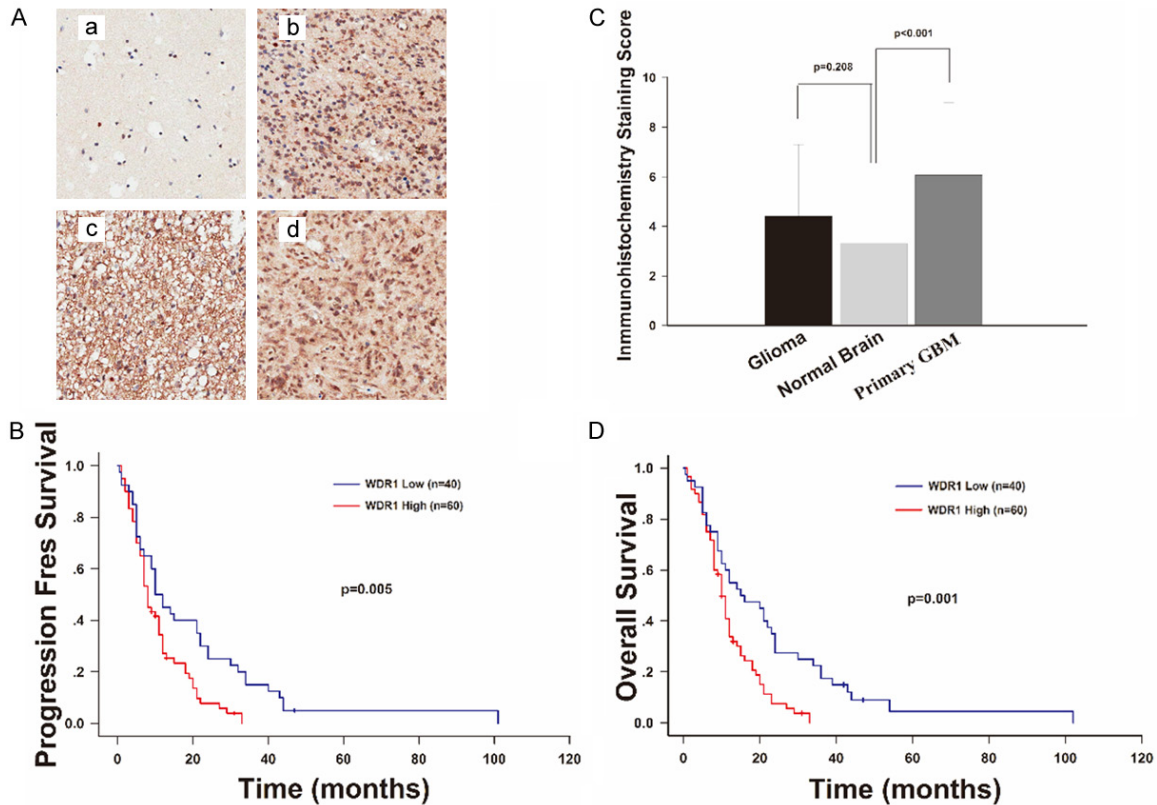 A
a
b
c
d
C
Inmmunohistochemistry Staining Score
10
8
6
4
2
0
p=0.208
p<0.001
Glioma
Normal Brain
Primary GBM
B
Progression Fres Survival
1.0
.8
.6
.4
.2
0.0
WDR1 Low (n=40)
WDR1 High (n=60)
p=0.005
0 20 40 60 80 100 120
Time (months)
D
Overall Survival
1.0
.8
.6
.4
.2
0.0
WDR1 Low (n=40)
WDR1 High (n=60)
p=0.001
0 20 40 60 80 100 120
Time (months)